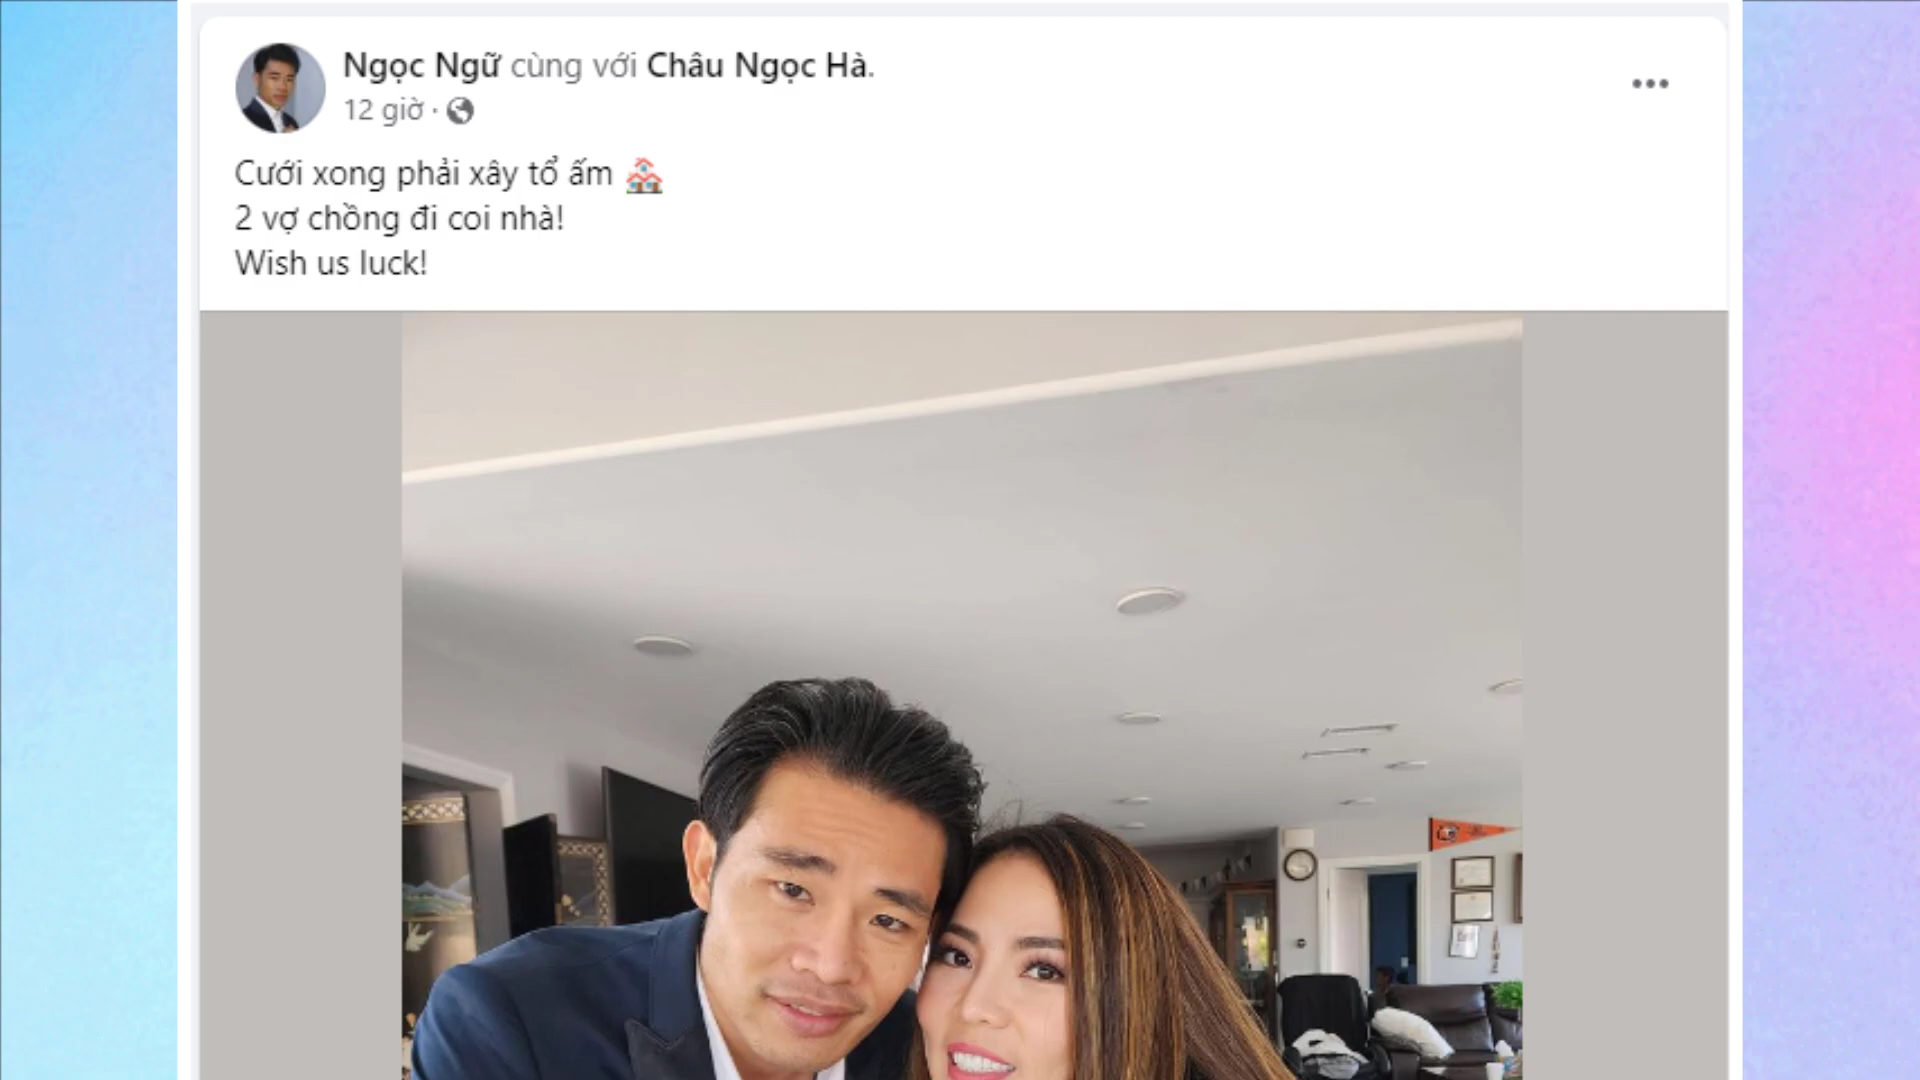 Ngọc Ngữ cùng với Châu Ngọc Hà.
12 giờ ·
Cưới xong phải xây tổ ấm 🏘️
2 vợ chồng đi coi nhà!
Wish us luck!